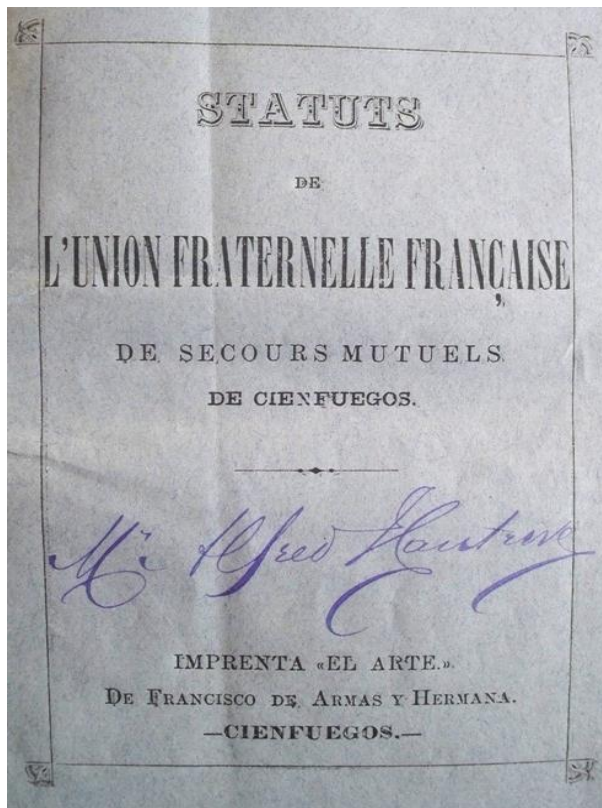 STATUTS
DE
L'UNION FRATERNELLE FRANÇAISE
DE SECOURS MUTUELS
DE CIENFUEGOS.
Mr. Alfred
IMPRENTA «EL ARTE.»
DE FRANCISCO DE ARMAS Y HERMANA.
—CIENFUEGOS.—